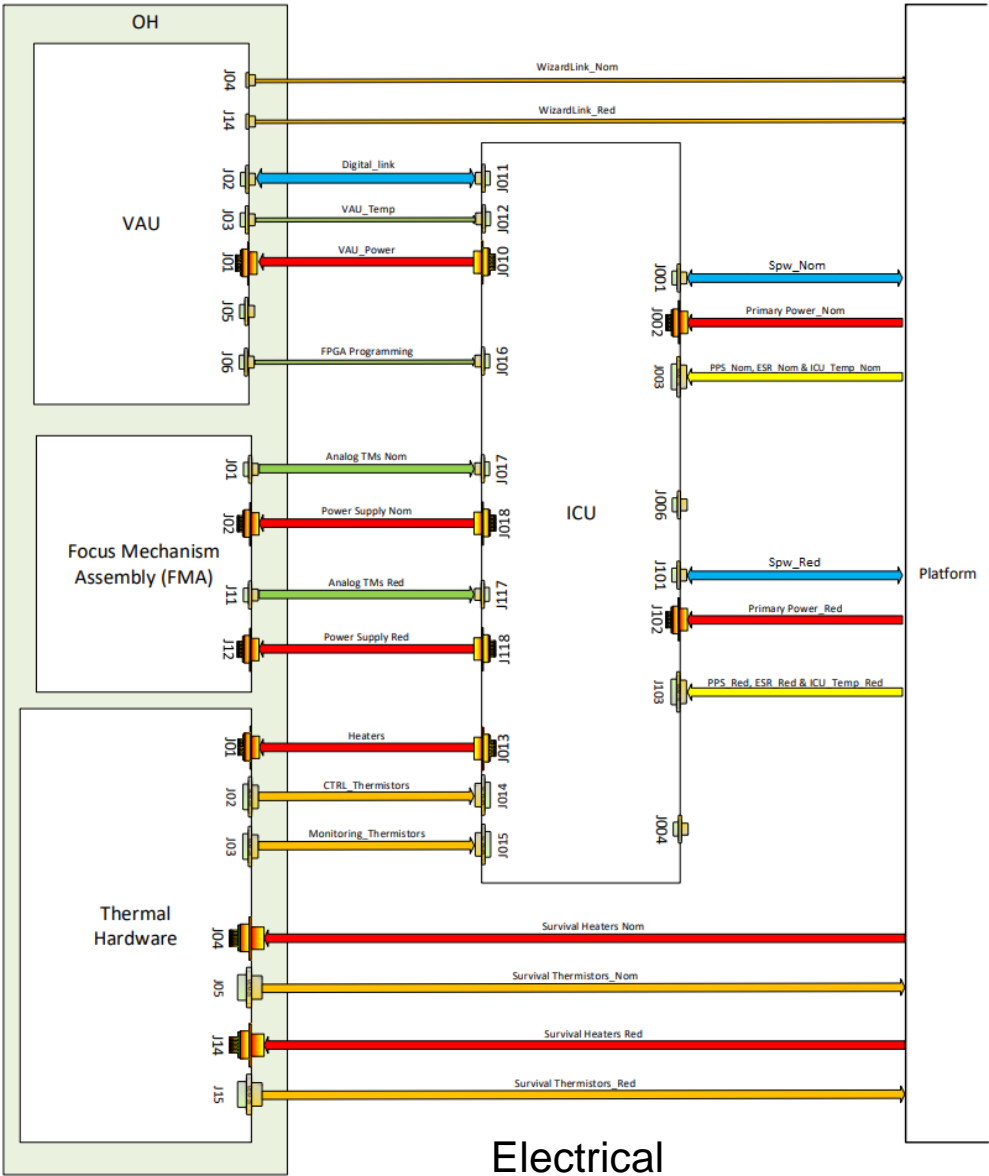 OH
J04
WizardLink_Nom
J14
WizardLink_Red
VAU
J02
Digital_link
J011
J03
VAU_Temp
J012
J01
VAU_Power
J010
J05
J06
FPGA Programming
J016
J001
Spw_Nom
J002
Primary Power_Nom
J003
PPS_Nom, ESR_Nom & ICU_Temp_Nom
J006
ICU
J101
Spw_Red
J102
Primary Power_Red
J103
PPS_Red, ESR_Red & ICU_Temp_Red
J004
Platform
Focus Mechanism
Assembly (FMA)
J01
Analog TMs Nom
J017
J02
Power Supply Nom
J018
J11
Analog TMs Red
J117
J12
Power Supply Red
J118
Thermal
Hardware
J01
Heaters
J013
J02
CTRL_Thermistors
J014
J03
Monitoring_Thermistors
J015
J04
Survival Heaters Nom
J05
Survival Thermistors_Nom
J14
Survival Heaters Red
J15
Survival Thermistors_Red
Electrical